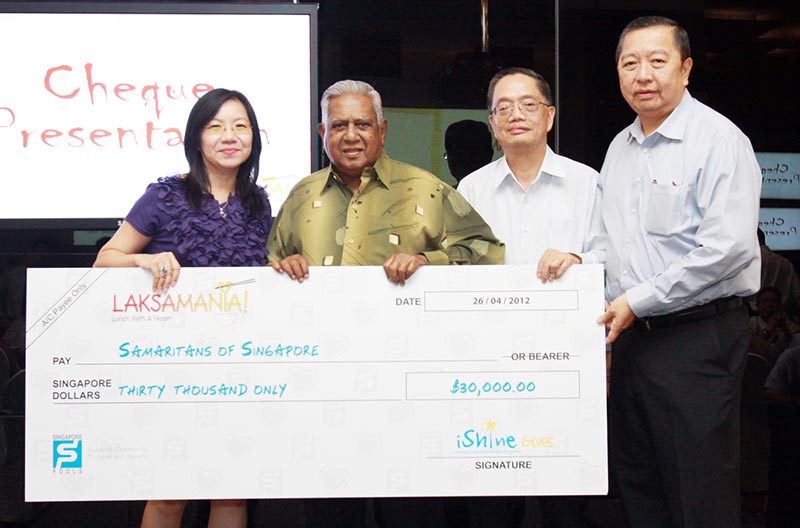 Cheque
Presentation
A/C Payee Only
LAKSAMANIA!
Lunch With A Heart
DATE 26 / 04 / 2012
PAY SAMARITANS OF SINGAPORE OR BEARER
SINGAPORE
DOLLARS THIRTY THOUSAND ONLY $30,000.00
SINGAPORE
POOLS
iShine Gives
SIGNATURE